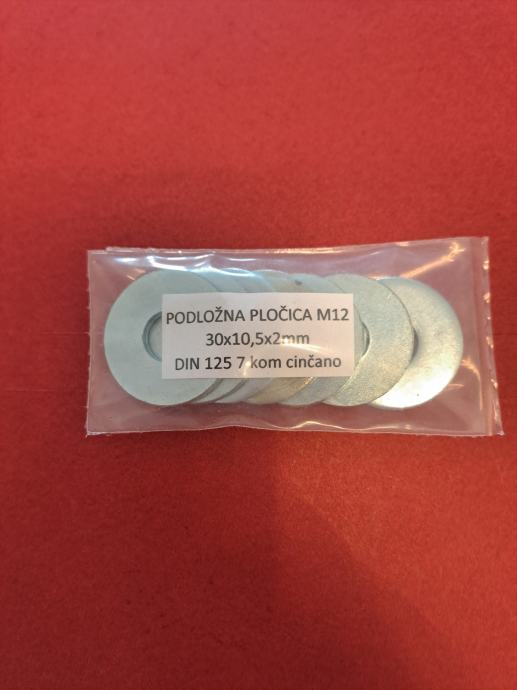 PODLOŽNA PLOČICA M12
30x10,5x2mm
DIN 125 7 kom cinčano